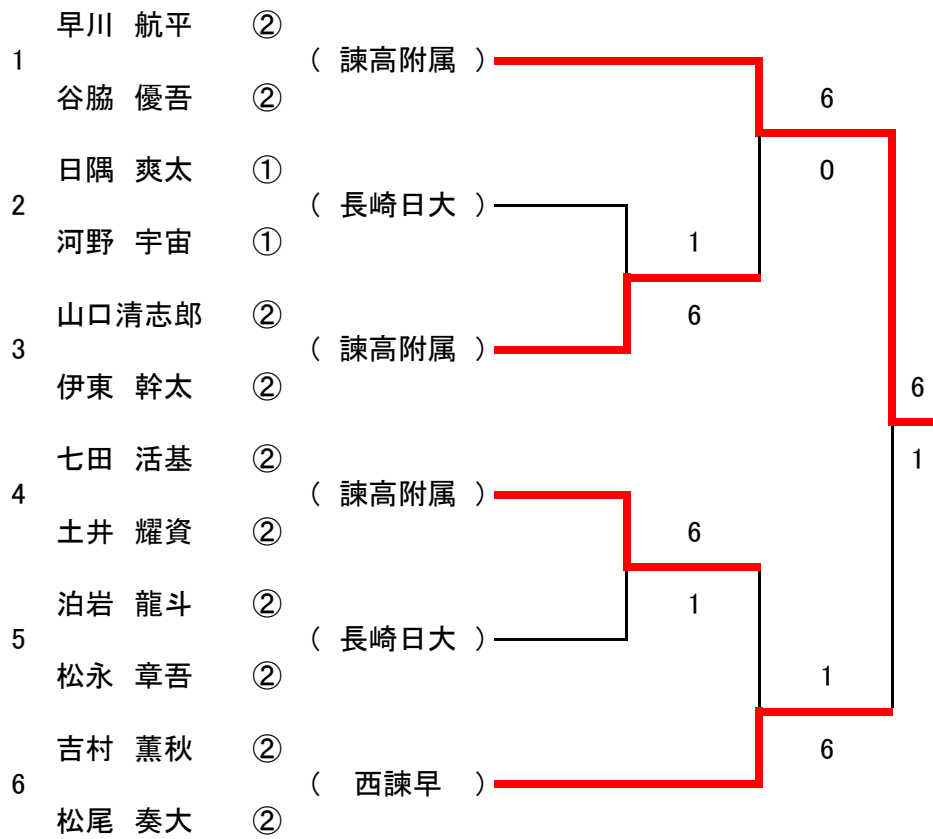 早川 航平 ②
1 ( 諫高附属 )
谷脇 優吾 ② 6
日隅 爽太 ① 0
2 ( 長崎日大 )
河野 宇宙 ① 1
山口清志郎 ② 6
3 ( 諫高附属 )
伊東 幹太 ② 6
七田 活基 ② 1
4 ( 諫高附属 )
土井 耀資 ② 6
泊岩 龍斗 ② 1
5 ( 長崎日大 )
松永 章吾 ② 1
吉村 薫秋 ② 6
6 ( 西諫早 )
松尾 奏大 ②